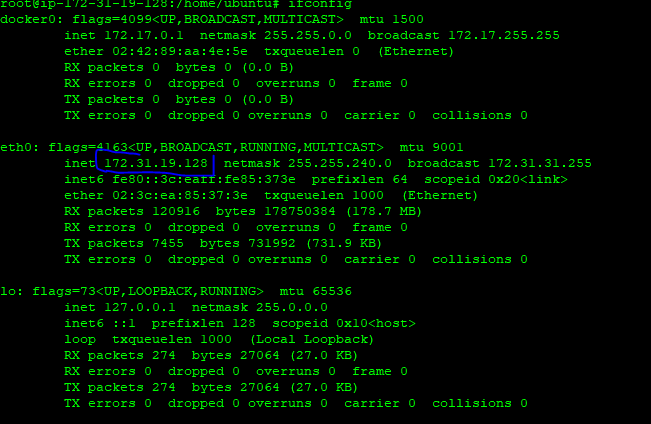 root@ip-172-31-19-128:/home/ubuntu# ifconfig
docker0: flags=4099<UP,BROADCAST,MULTICAST>  mtu 1500
        inet 172.17.0.1  netmask 255.255.0.0  broadcast 172.17.255.255
        ether 02:42:89:aa:4e:5e  txqueuelen 0  (Ethernet)
        RX packets 0  bytes 0 (0.0 B)
        RX errors 0  dropped 0  overruns 0  frame 0
        TX packets 0  bytes 0 (0.0 B)
        TX errors 0  dropped 0 overruns 0  carrier 0  collisions 0

eth0: flags=4163<UP,BROADCAST,RUNNING,MULTICAST>  mtu 9001
        inet 172.31.19.128  netmask 255.255.240.0  broadcast 172.31.31.255
        inet6 fe80::3c:eaff:fe85:373e  prefixlen 64  scopeid 0x20<link>
        ether 02:3c:ea:85:37:3e  txqueuelen 1000  (Ethernet)
        RX packets 120916  bytes 178750384 (178.7 MB)
        RX errors 0  dropped 0  overruns 0  frame 0
        TX packets 7455  bytes 731992 (731.9 KB)
        TX errors 0  dropped 0 overruns 0  carrier 0  collisions 0

lo: flags=73<UP,LOOPBACK,RUNNING>  mtu 65536
        inet 127.0.0.1  netmask 255.0.0.0
        inet6 ::1  prefixlen 128  scopeid 0x10<host>
        loop  txqueuelen 1000  (Local Loopback)
        RX packets 274  bytes 27064 (27.0 KB)
        RX errors 0  dropped 0  overruns 0  frame 0
        TX packets 274  bytes 27064 (27.0 KB)
        TX errors 0  dropped 0 overruns 0  carrier 0  collisions 0